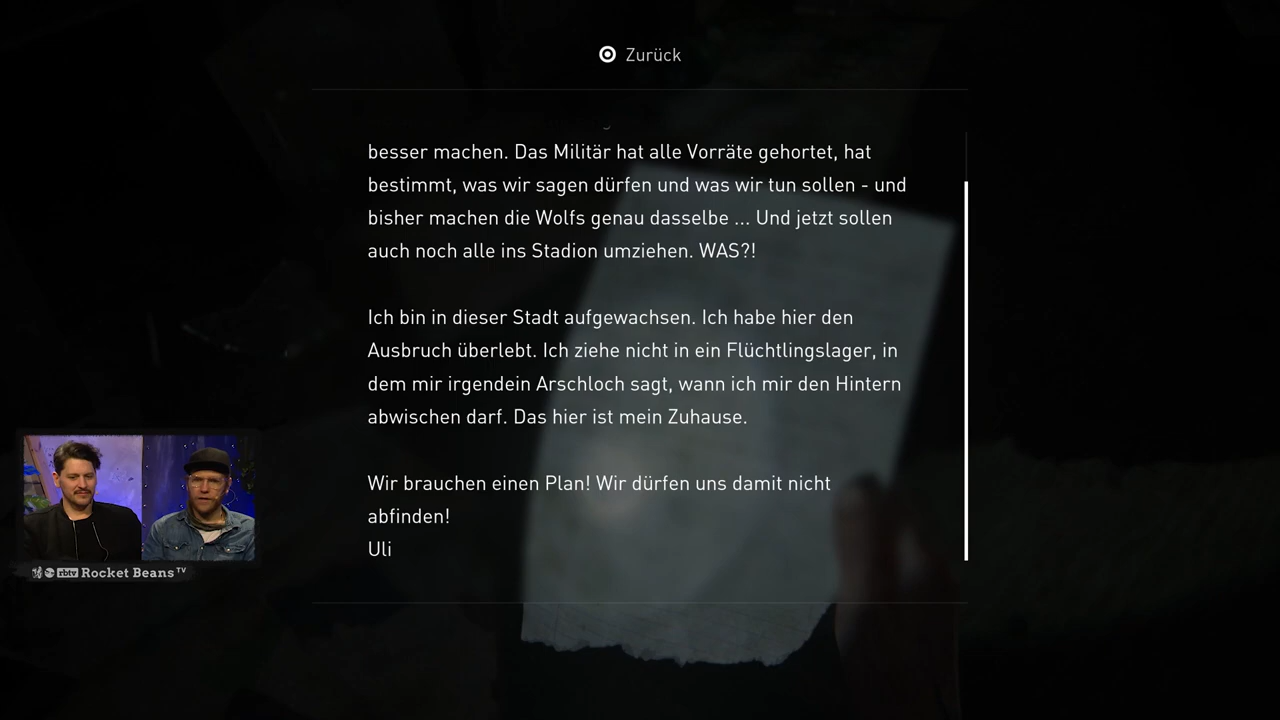 Zurück
besser machen. Das Militär hat alle Vorräte gehortet, hat
bestimmt, was wir sagen dürfen und was wir tun sollen - und
bisher machen die Wolfs genau dasselbe ... Und jetzt sollen
auch noch alle ins Stadion umziehen. WAS?!
Ich bin in dieser Stadt aufgewachsen. Ich habe hier den
Ausbruch überlebt. Ich ziehe nicht in ein Flüchtlingslager, in
dem mir irgendein Arschloch sagt, wann ich mir den Hintern
abwischen darf. Das hier ist mein Zuhause.
Wir brauchen einen Plan! Wir dürfen uns damit nicht
abfinden!
Uli
rbtv Rocket Beans TV